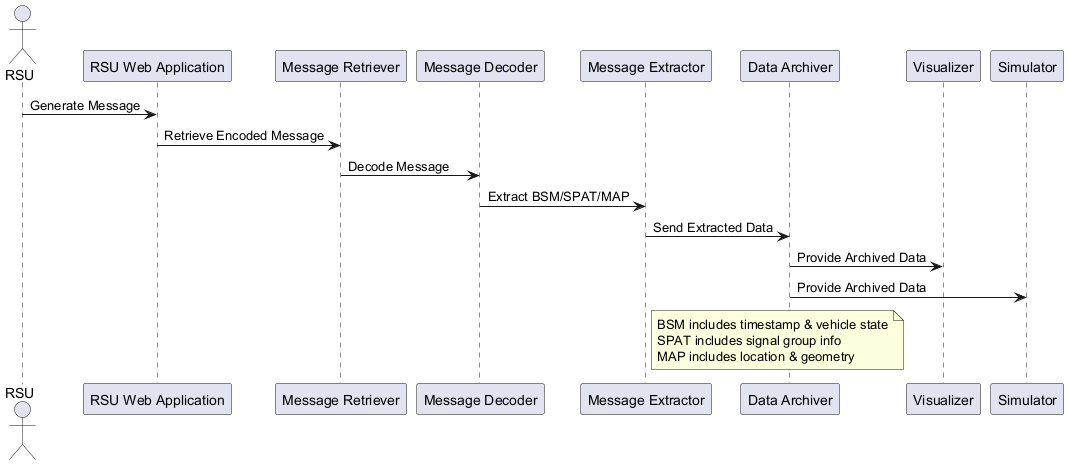 RSU
RSU Web Application
Message Retriever
Message Decoder
Message Extractor
Data Archiver
Visualizer
Simulator
Generate Message
Retrieve Encoded Message
Decode Message
Extract BSM/SPAT/MAP
Send Extracted Data
Provide Archived Data
Provide Archived Data
BSM includes timestamp & vehicle state
SPAT includes signal group info
MAP includes location & geometry
RSU
RSU Web Application
Message Retriever
Message Decoder
Message Extractor
Data Archiver
Visualizer
Simulator